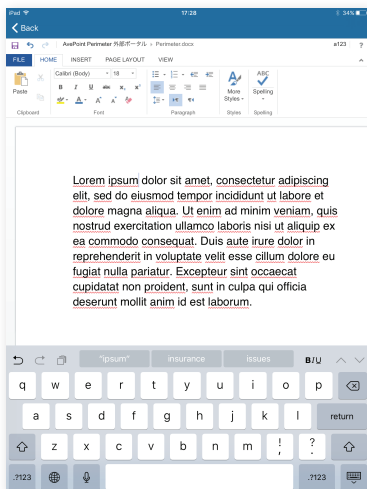 iPad 17:28 34%
Back
AvePoint Perimeter 外部ポータル » Perimeter.docx a123 ?
FILE HOME INSERT PAGE LAYOUT VIEW
Calibri (Body) 18
Paste B I U abc x₂ x² More Styles Spelling
ABC
Clipboard Font Paragraph Styles Spelling
Lorem ipsum dolor sit amet, consectetur adipiscing
elit, sed do eiusmod tempor incididunt ut labore et
dolore magna aliqua. Ut enim ad minim veniam, quis
nostrud exercitation ullamco laboris nisi ut aliquip ex
ea commodo consequat. Duis aute irure dolor in
reprehenderit in voluptate velit esse cillum dolore eu
fugiat nulla pariatur. Excepteur sint occaecat
cupidatat non proident, sunt in culpa qui officia
deserunt mollit anim id est laborum.
"ipsum" insurance issues BIU
q w e r t y u i o p
a s d f g h j k l return
z x c v b n m ! , ? .
.?123 .?123